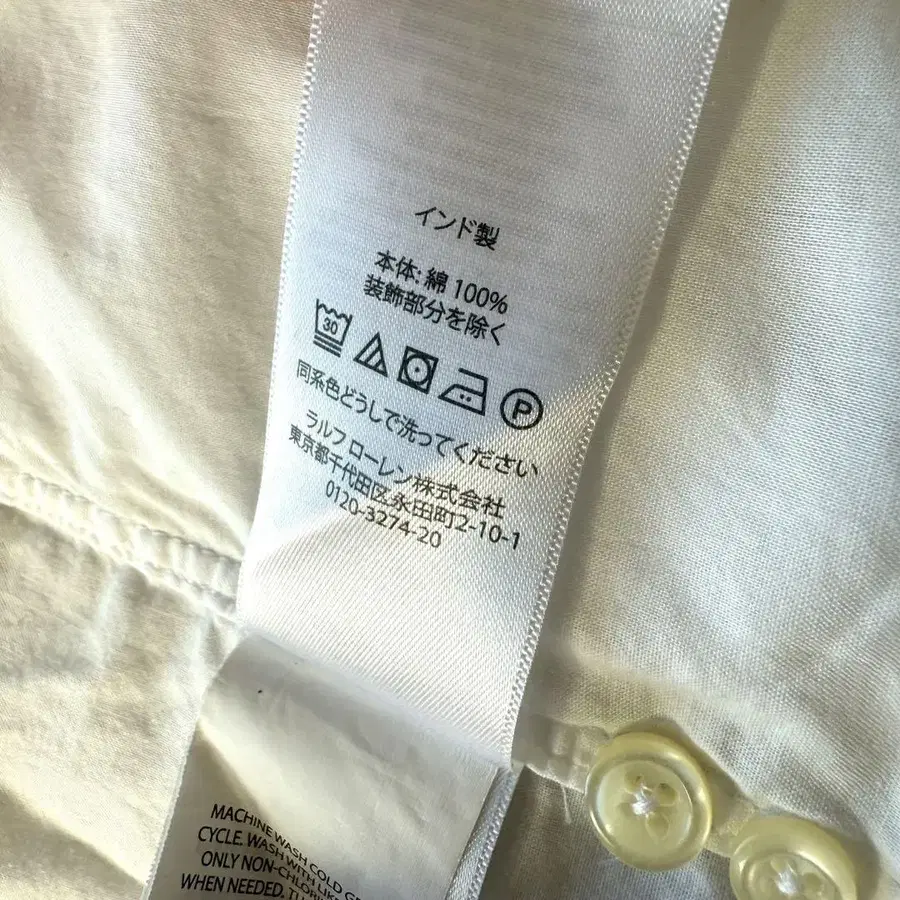 インド製
本体: 綿 100%
装飾部分を除く
30
P
同系色どうしで洗ってください
ラルフ ローレン株式会社
東京都千代田区永田町2-10-1
0120-3274-20
MACHINE WASH COLD
CYCLE. WASH WITH
ONLY
WHEN NEEDED.